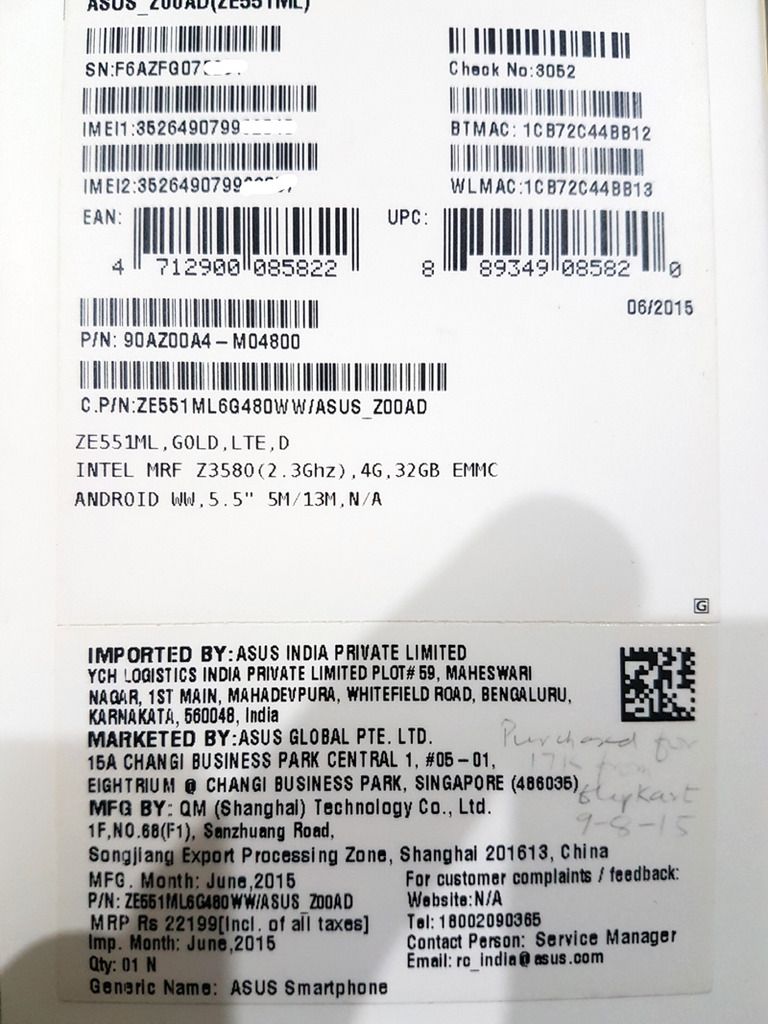 ASUS_Z00AD(ZE551ML)
SN:F6AZFG07
Check No:3052
IMEI1:3526490799
BTMAC: 1CB72C44BB12
IMEI2:3526490799
WLMAC:1CB72C44BB13
EAN:
4 712900 085822
UPC:
8 89349 08582 0
06/2015
P/N: 90AZ00A4-M04800
C.P/N:ZE551ML6G480WW/ASUS_Z00AD
ZE551ML,GOLD,LTE,D
INTEL MRF Z3580(2.3Ghz),4G,32GB EMMC
ANDROID WW,5.5" 5M/13M,N/A
G
IMPORTED BY:ASUS INDIA PRIVATE LIMITED
YCH LOGISTICS INDIA PRIVATE LIMITED PLOT# 59, MAHESWARI
NAGAR, 1ST MAIN, MAHADEVPURA, WHITEFIELD ROAD, BENGALURU,
KARNAKATA, 560048, India
MARKETED BY:ASUS GLOBAL PTE. LTD.
15A CHANGI BUSINESS PARK CENTRAL 1, #05-01,
EIGHTRIUM @ CHANGI BUSINESS PARK, SINGAPORE (486035)
Purchased for
17k from
flipkart
9-8-15
MFG BY: QM (Shanghai) Technology Co., Ltd.
1F,NO.68(F1), Sanzhuang Road,
Songjiang Export Processing Zone, Shanghai 201613, China
MFG. Month: June,2015
P/N: ZE551ML6G480WW/ASUS_Z00AD
MRP Rs 22199[Incl. of all taxes]
Imp. Month: June,2015
Qty: 01 N
Generic Name: ASUS Smartphone
For customer complaints / feedback:
Website:N/A
Tel: 18002090365
Contact Person: Service Manager
Email: rc_india@asus.com